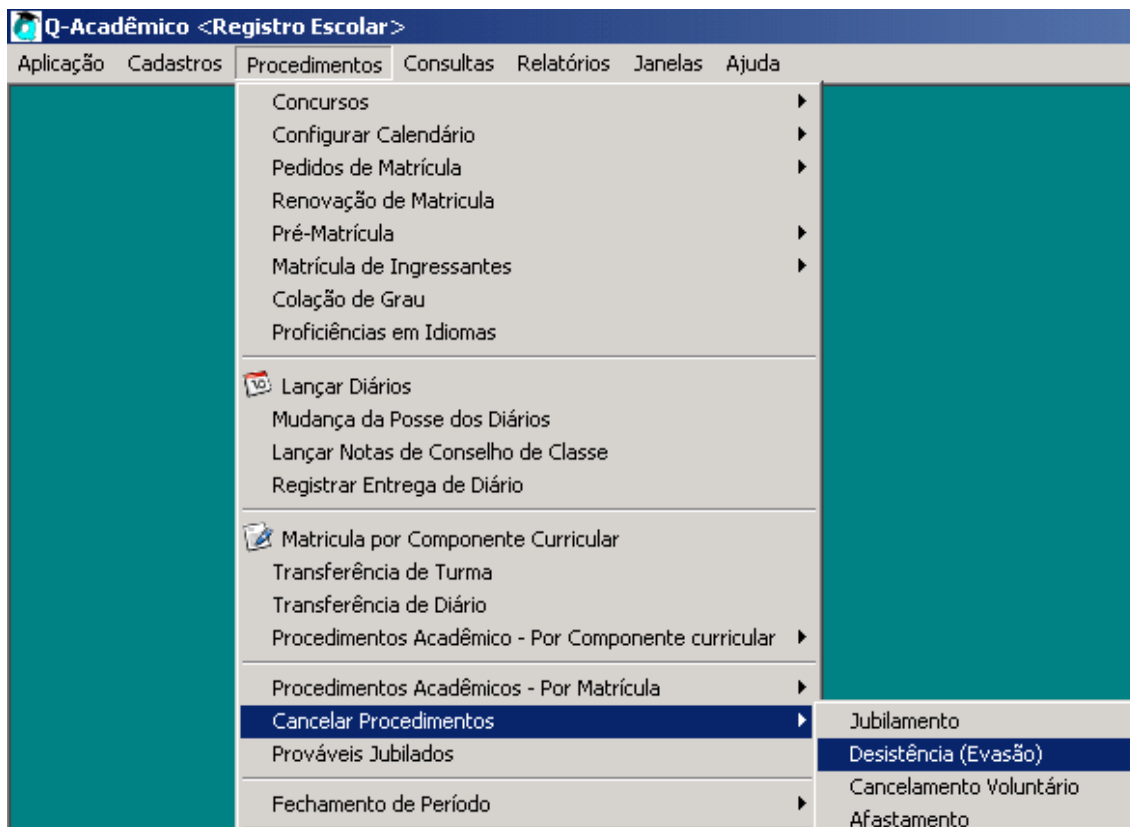 Q-Acadêmico <Registro Escolar>
Aplicação Cadastros Procedimentos Consultas Relatórios Janelas Ajuda
Concursos
Configurar Calendário
Pedidos de Matrícula
Renovação de Matricula
Pré-Matrícula
Matrícula de Ingressantes
Colação de Grau
Proficiências em Idiomas
10 Lançar Diários
Mudança da Posse dos Diários
Lançar Notas de Conselho de Classe
Registrar Entrega de Diário
Matricula por Componente Curricular
Transferência de Turma
Transferência de Diário
Procedimentos Acadêmico - Por Componente curricular
Procedimentos Acadêmicos - Por Matrícula
Cancelar Procedimentos
Prováveis Jubilados
Fechamento de Período
Jubilamento
Desistência (Evasão)
Cancelamento Voluntário
Afastamento